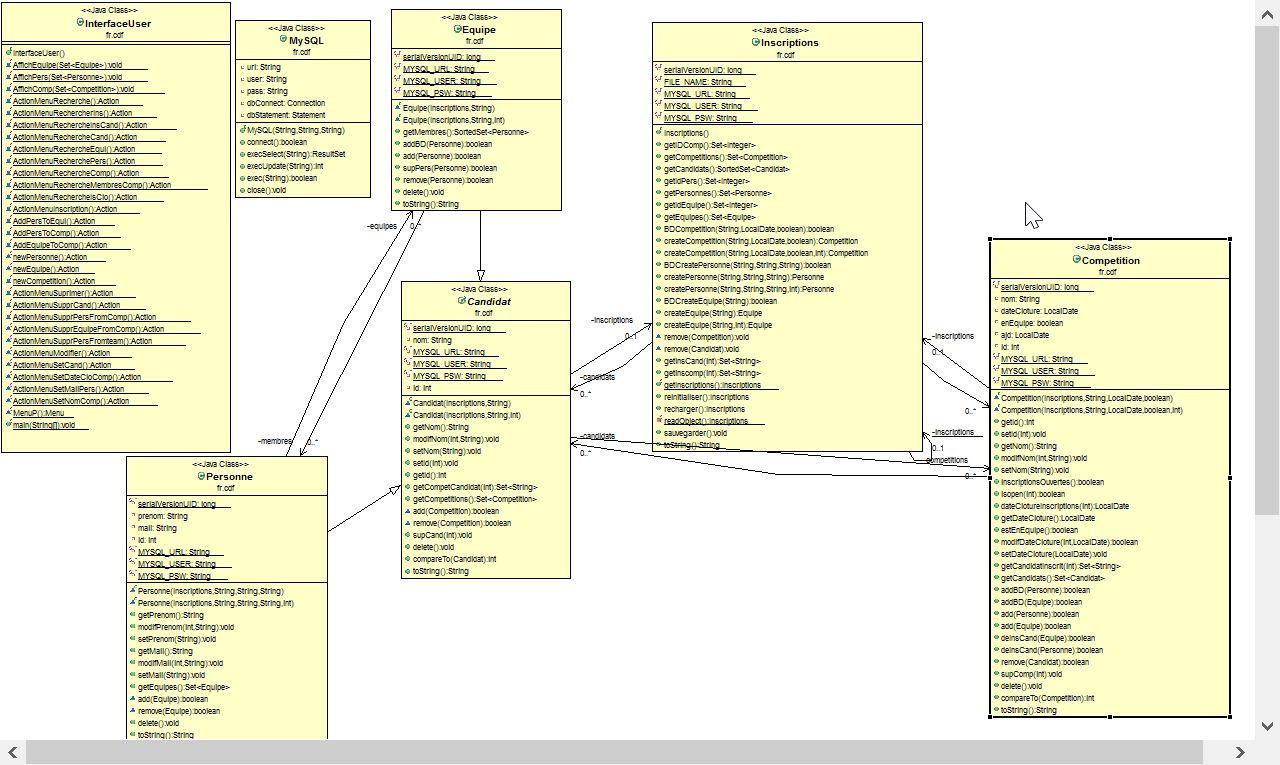 <<Java Class>>
InterfaceUser
fr.cdf
InterfaceUser()
AffichEquipe(Set<Equipe>):void
AffichPers(Set<Personne>):void
AffichComp(Set<Competition>):void
ActionMenuRecherche():Action
ActionMenuRechercherIns():Action
ActionMenuRechercheInsCand():Action
ActionMenuRechercheCand():Action
ActionMenuRechercheEqui():Action
ActionMenuRecherchePers():Action
ActionMenuRechercheComp():Action
ActionMenuRechercheMembresComp():Action
ActionMenuRechercheIsClo():Action
ActionMenuInscription():Action
AddPersToEqui():Action
AddPersToComp():Action
AddEquipeToComp():Action
newPersonne():Action
newEquipe():Action
newCompetition():Action
ActionMenuSuprimer():Action
ActionMenuSupprCand():Action
ActionMenuSupprPersFromComp():Action
ActionMenuSupprEquipeFromComp():Action
ActionMenuSupprPersFromteam():Action
ActionMenuModifier():Action
ActionMenuSetCand():Action
ActionMenuSetDateCloComp():Action
ActionMenuSetMailPers():Action
ActionMenuSetNomComp():Action
MenuP():Menu
main(String[]):void
<<Java Class>>
MySQL
fr.cdf
url: String
user: String
pass: String
dbConnect: Connection
dbStatement: Statement
MySQL(String,String,String)
connect():boolean
execSelect(String):ResultSet
execUpdate(String):int
exec(String):boolean
close():void
<<Java Class>>
Equipe
fr.cdf
serialVersionUID: long
MYSQL_URL: String
MYSQL_USER: String
MYSQL_PSW: String
Equipe(Inscriptions,String)
Equipe(Inscriptions,String,int)
getMembres():SortedSet<Personne>
addBD(Personne):boolean
add(Personne):boolean
supPers(Personne):boolean
remove(Personne):boolean
delete():void
toString():String
-equipes
0..*
<<Java Class>>
Candidat
fr.cdf
serialVersionUID: long
nom: String
MYSQL_URL: String
MYSQL_USER: String
MYSQL_PSW: String
id: int
Candidat(Inscriptions,String)
Candidat(Inscriptions,String,int)
getNom():String
modifNom(int,String):void
setNom(String):void
setId(int):void
getId():int
getCompetCandidat(int):Set<String>
getCompetitions():Set<Competition>
add(Competition):boolean
remove(Competition):boolean
supCand(int):void
delete():void
compareTo(Candidat):int
toString():String
-membres
0..*
<<Java Class>>
Personne
fr.cdf
serialVersionUID: long
prenom: String
mail: String
id: int
MYSQL_URL: String
MYSQL_USER: String
MYSQL_PSW: String
Personne(Inscriptions,String,String,String)
Personne(Inscriptions,String,String,String,int)
getPrenom():String
modifPrenom(int,String):void
setPrenom(String):void
getMail():String
modifMail(int,String):void
setMail(String):void
getEquipes():Set<Equipe>
add(Equipe):boolean
remove(Equipe):boolean
delete():void
toString():String
<<Java Class>>
Inscriptions
fr.cdf
serialVersionUID: long
FILE_NAME: String
MYSQL_URL: String
MYSQL_USER: String
MYSQL_PSW: String
Inscriptions()
getIDComp():Set<Integer>
getCompetitions():Set<Competition>
getCandidats():SortedSet<Candidat>
getIdPers():Set<Integer>
getPersonnes():Set<Personne>
getIdEquipe():Set<Integer>
getEquipes():Set<Equipe>
BDCompetition(String,LocalDate,boolean):boolean
createCompetition(String,LocalDate,boolean):Competition
createCompetition(String,LocalDate,boolean,int):Competition
BDCreatePersonne(String,String,String):boolean
createPersonne(String,String,String):Personne
createPersonne(String,String,String,int):Personne
BDCreateEquipe(String):boolean
createEquipe(String):Equipe
createEquipe(String,int):Equipe
remove(Competition):void
remove(Candidat):void
getInsCand(int):Set<String>
getInscomp(int):Set<String>
getInscriptions():Inscriptions
reinitialiser():Inscriptions
recharger():Inscriptions
readObject():Inscriptions
sauvegarder():void
toString():String
-inscriptions
0..1
-candidats
0..*
-candidats
0..*
-inscriptions
0..1
0..*
-inscriptions
0..1
competitions
0..*
<<Java Class>>
Competition
fr.cdf
serialVersionUID: long
nom: String
dateCloture: LocalDate
enEquipe: boolean
ajd: LocalDate
id: int
MYSQL_URL: String
MYSQL_USER: String
MYSQL_PSW: String
Competition(Inscriptions,String,LocalDate,boolean)
Competition(Inscriptions,String,LocalDate,boolean,int)
getId():int
setId(int):void
getNom():String
modifNom(int,String):void
setNom(String):void
inscriptionsOuvertes():boolean
isopen(int):boolean
dateClotureInscriptions(int):LocalDate
getDateCloture():LocalDate
estEnEquipe():boolean
modifDateCloture(int,LocalDate):boolean
setDateCloture(LocalDate):void
getCandidatInscrit(int):Set<String>
getCandidats():Set<Candidat>
addBD(Personne):boolean
addBD(Equipe):boolean
add(Personne):boolean
add(Equipe):boolean
deinsCand(Equipe):boolean
deinsCand(Personne):boolean
remove(Candidat):boolean
supComp(int):void
delete():void
compareTo(Competition):int
toString():String